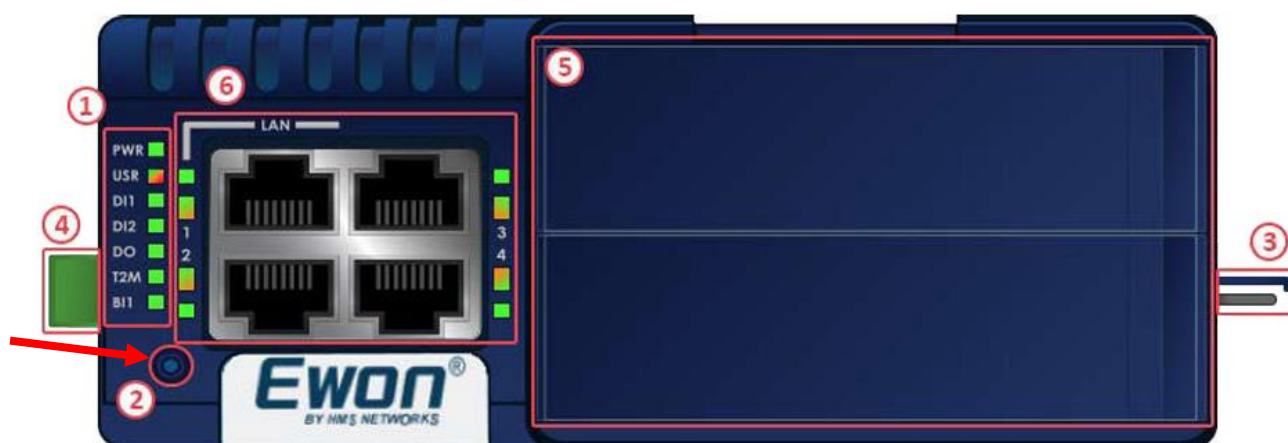 5
6
1
LAN
PWR
USR
DI1
DI2
DO
T2M
BI1
1
2
3
4
4
3
2
Ewon®
BY HMS NETWORKS